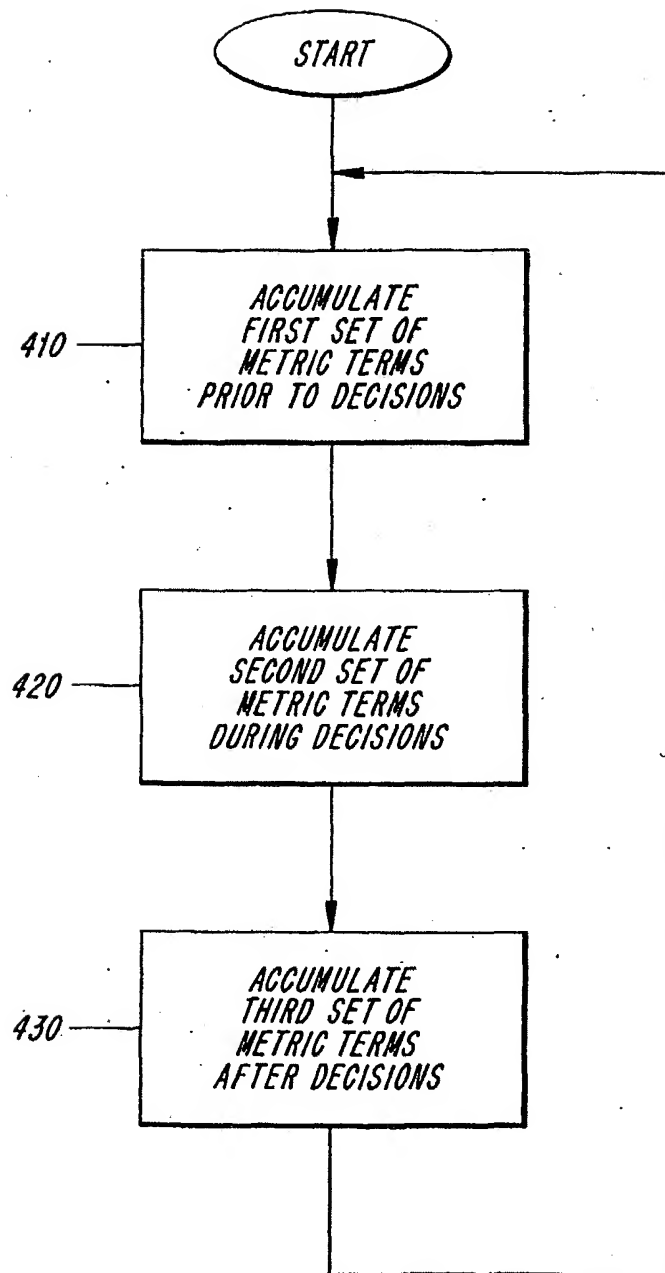 START
410
ACCUMULATE
FIRST SET OF
METRIC TERMS
PRIOR TO DECISIONS
420
ACCUMULATE
SECOND SET OF
METRIC TERMS
DURING DECISIONS
430
ACCUMULATE
THIRD SET OF
METRIC TERMS
AFTER DECISIONS